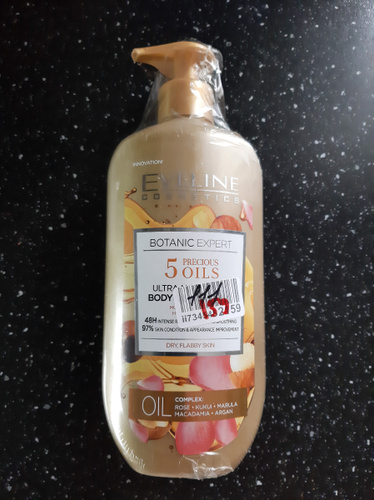 INNOVATION!
EVELINE
COSMETICS
BOTANIC EXPERT
5 PRECIOUS
OILS
ULTRA
BODY
48H INTENSE
97% SKIN CONDITION & APPEARANCE IMPROVEMENT
DRY, FLABBY SKIN
OIL
COMPLEX:
ROSE • KUKUI • MARULA
MACADAMIA • ARGAN